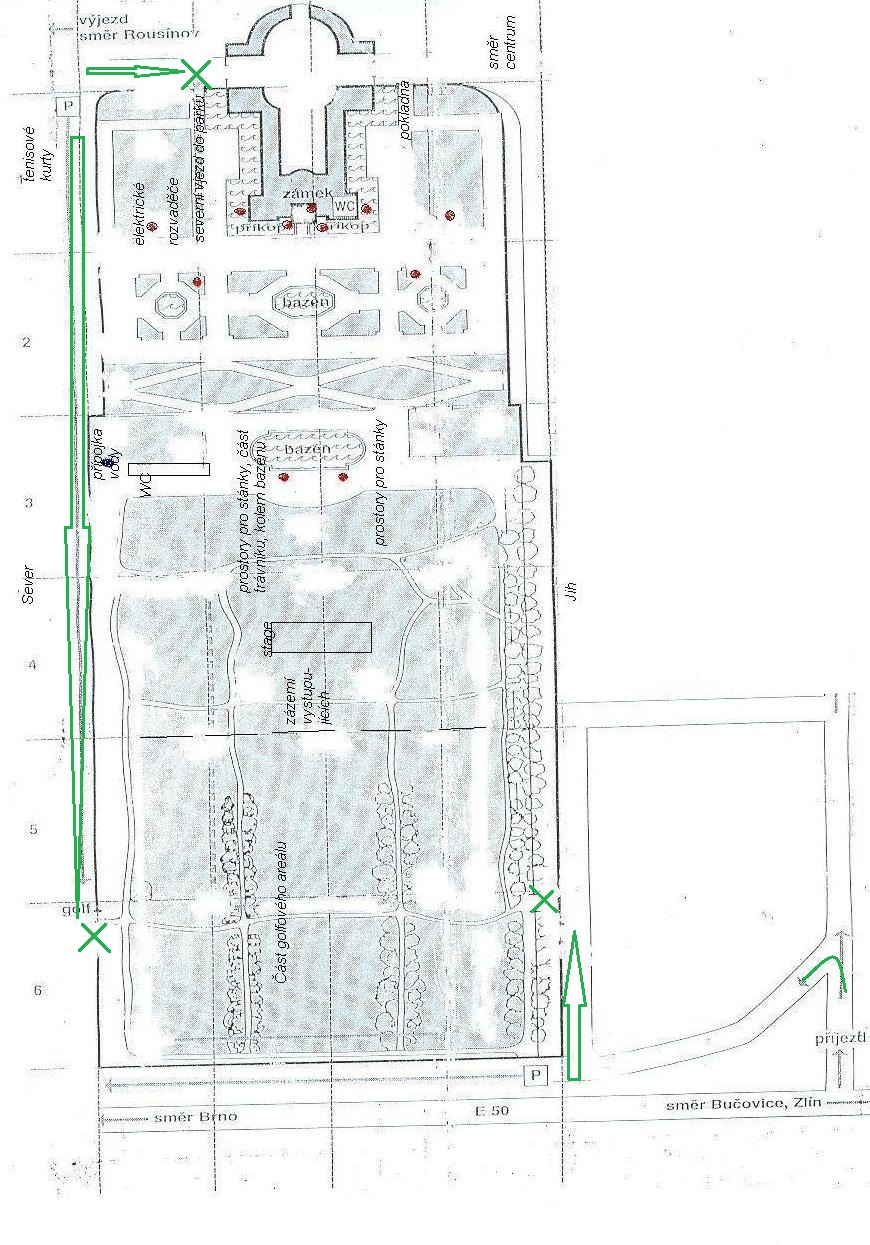 výjezd
směr Rousínov
směr
centrum
P
tenisové
kurty
pokladna
severní vjezd do parku
elektrické
rozvaděče
zámek
WC
příkop
příkop
bazén
2
přípojka
vody
WC
bazén
prostory pro stánky, část
trávníku, kolem bazénu
prostory pro stánky
3
Sever
Jih
stage
4
zázemí
vystupu-
jících
5
Část golfového areálu
golf
6
příjezd
P
směr Brno
E 50
směr Bučovice, Zlín